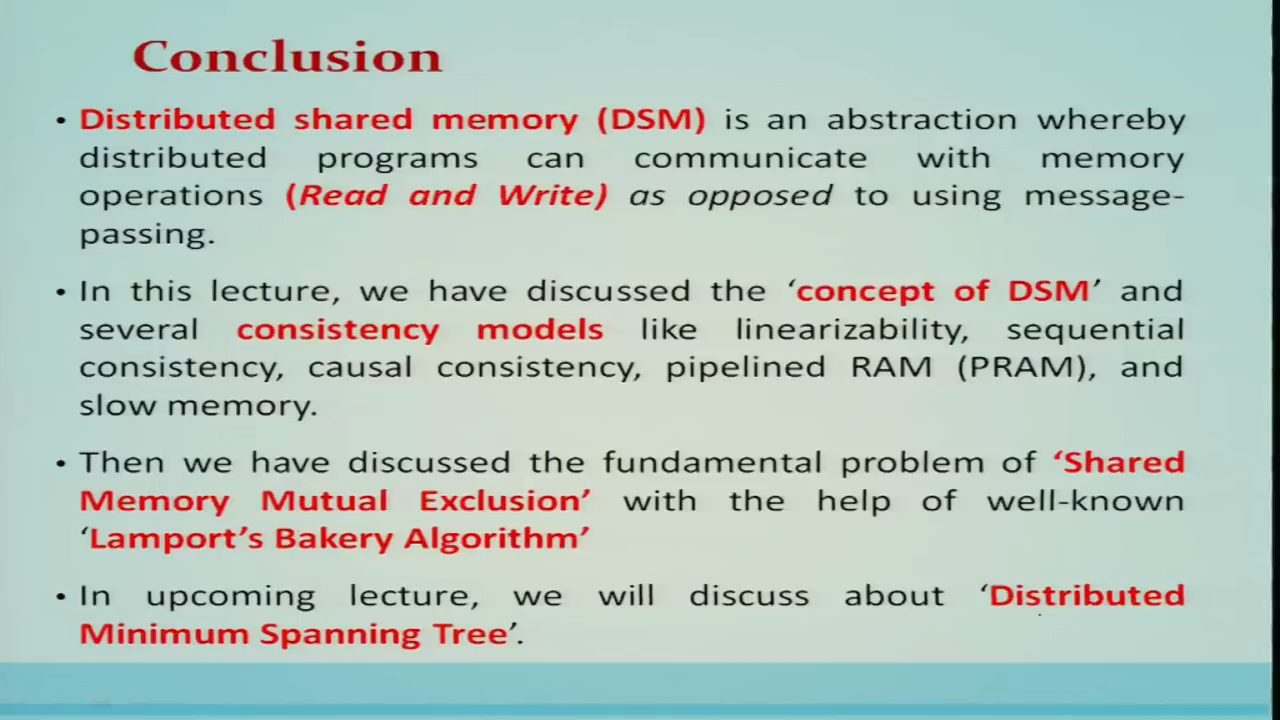 Conclusion
• Distributed shared memory (DSM) is an abstraction whereby
distributed programs can communicate with memory
operations (Read and Write) as opposed to using message-
passing.
• In this lecture, we have discussed the ‘concept of DSM’ and
several consistency models like linearizability, sequential
consistency, causal consistency, pipelined RAM (PRAM), and
slow memory.
• Then we have discussed the fundamental problem of ‘Shared
Memory Mutual Exclusion’ with the help of well-known
‘Lamport’s Bakery Algorithm’
• In upcoming lecture, we will discuss about ‘Distributed
Minimum Spanning Tree’.